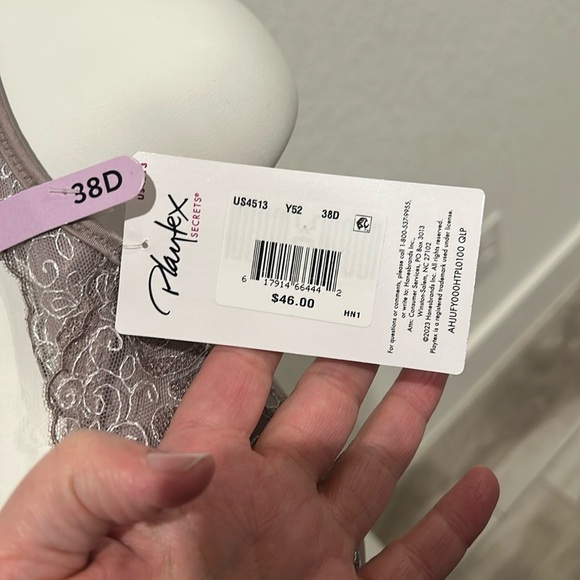 38D
Playtex
SECRETS®
US4513 Y52 38D
6 17914 66444 2
$46.00
HN1
For questions or comments, please call 1-800-537-9955,
or write to: Hanesbrands Inc.
Attn: Consumer Services, PO Box 3013
Winston-Salem, NC 27102
©2023 Hanesbrands Inc. All rights reserved.
Playtex is a registered trademark used under license.
AHJUFY000HTPL0100 QLP